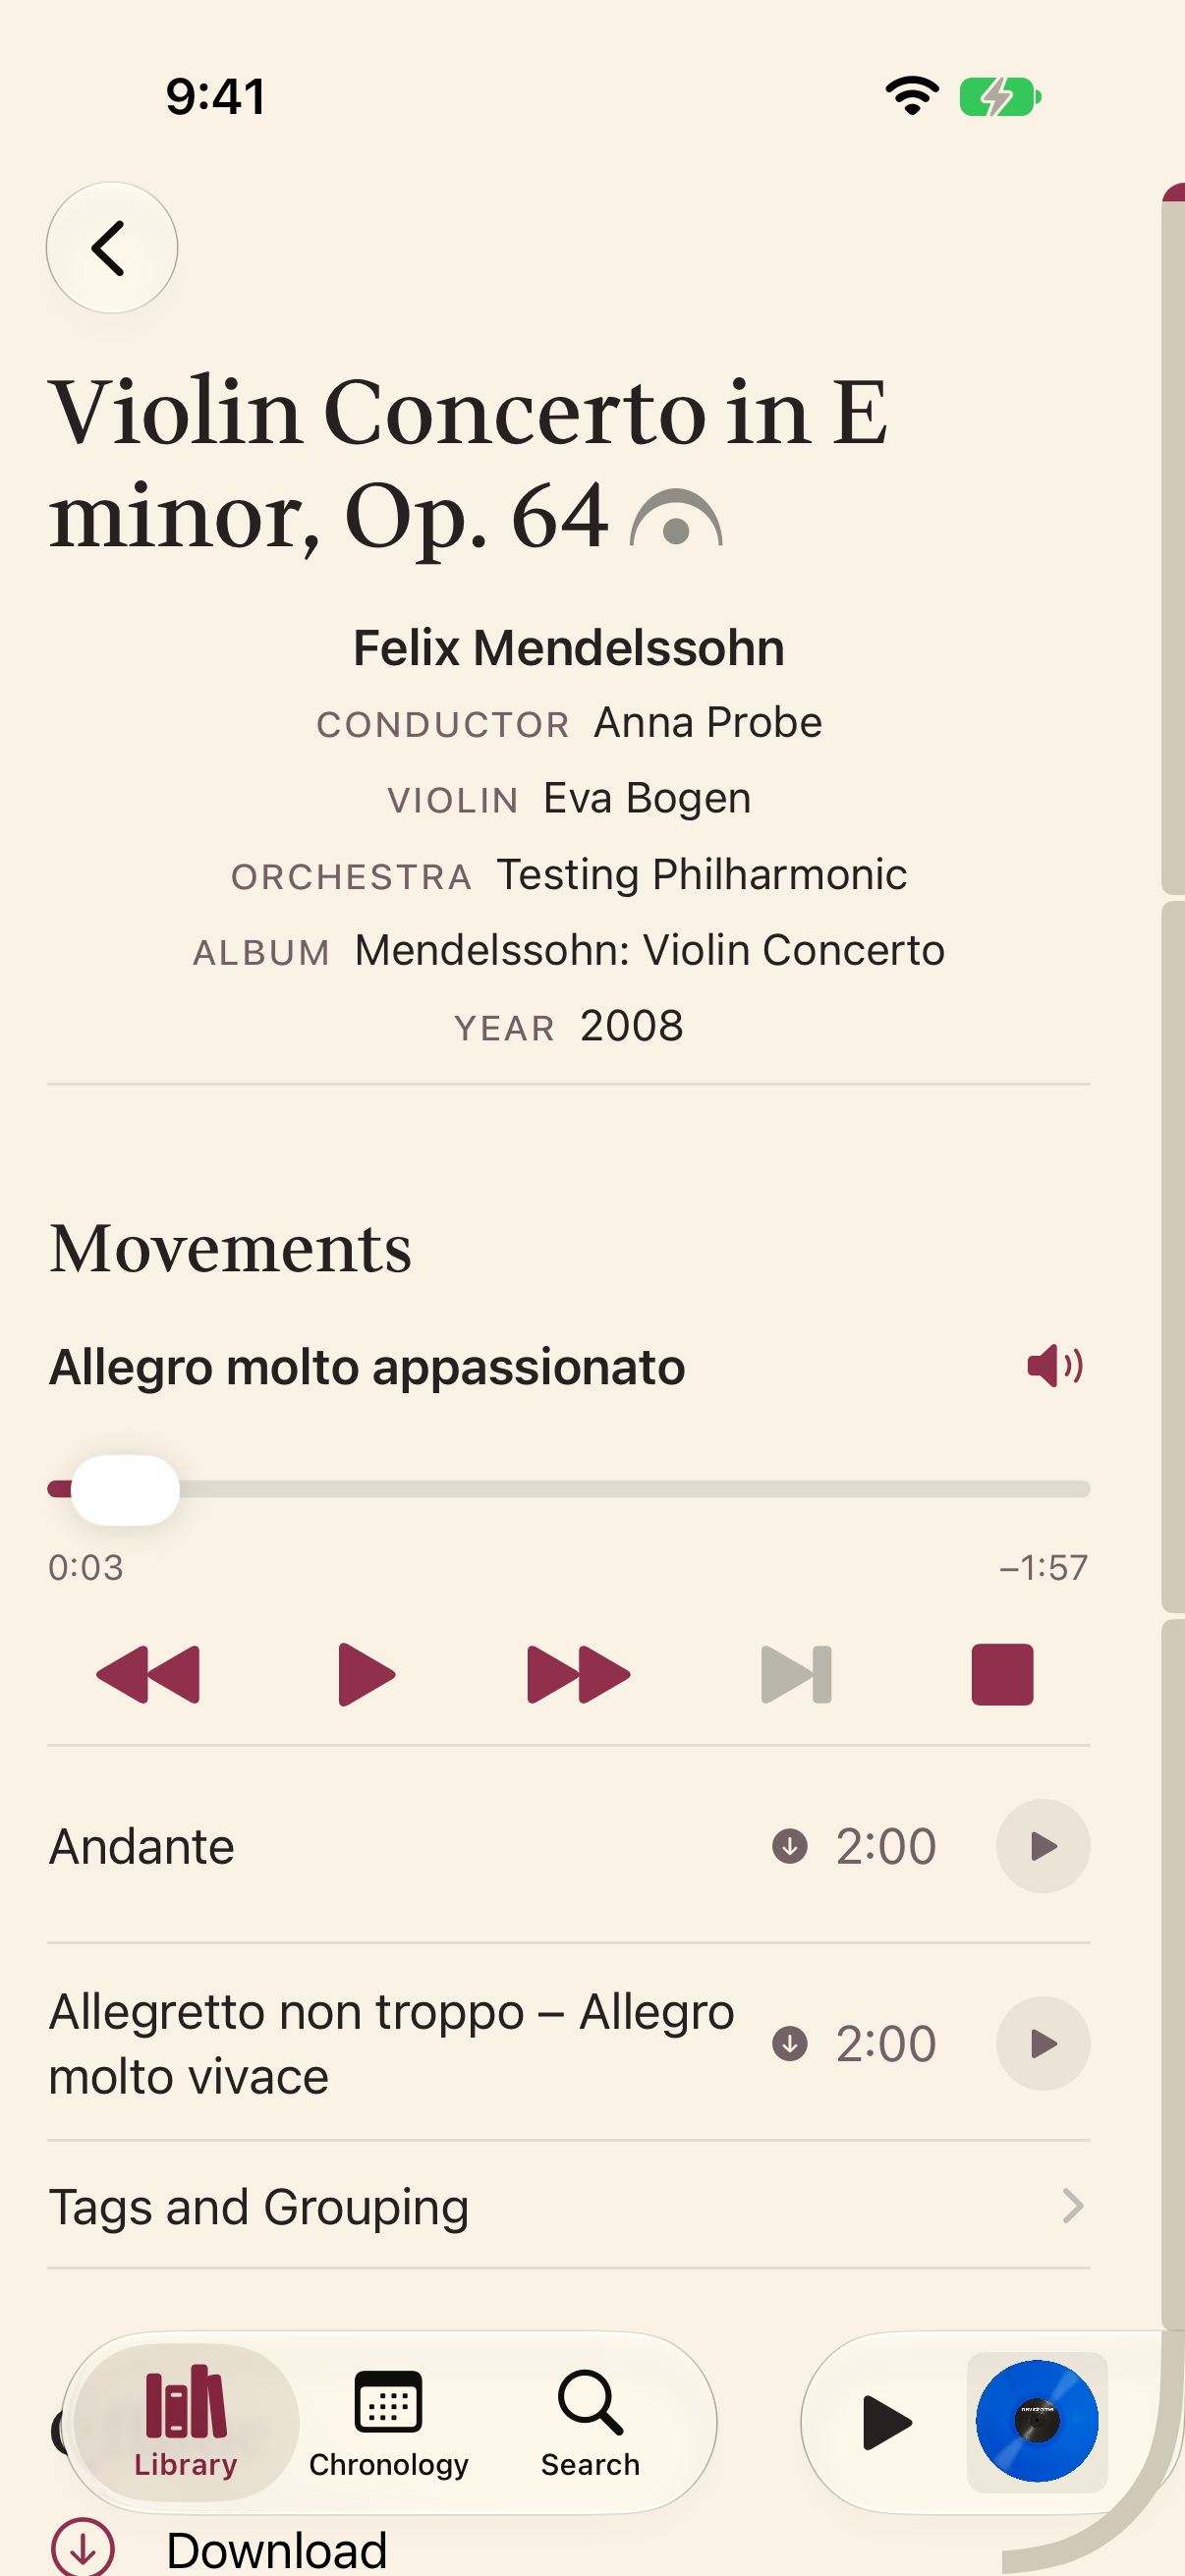 9:41
Violin Concerto in E
minor, Op. 64
Felix Mendelssohn
CONDUCTOR Anna Probe
VIOLIN Eva Bogen
ORCHESTRA Testing Philharmonic
ALBUM Mendelssohn: Violin Concerto
YEAR 2008
Movements
Allegro molto appassionato
0:03 –1:57
Andante 2:00
Allegretto non troppo – Allegro
molto vivace 2:00
Tags and Grouping
Library Chronology Search
Download